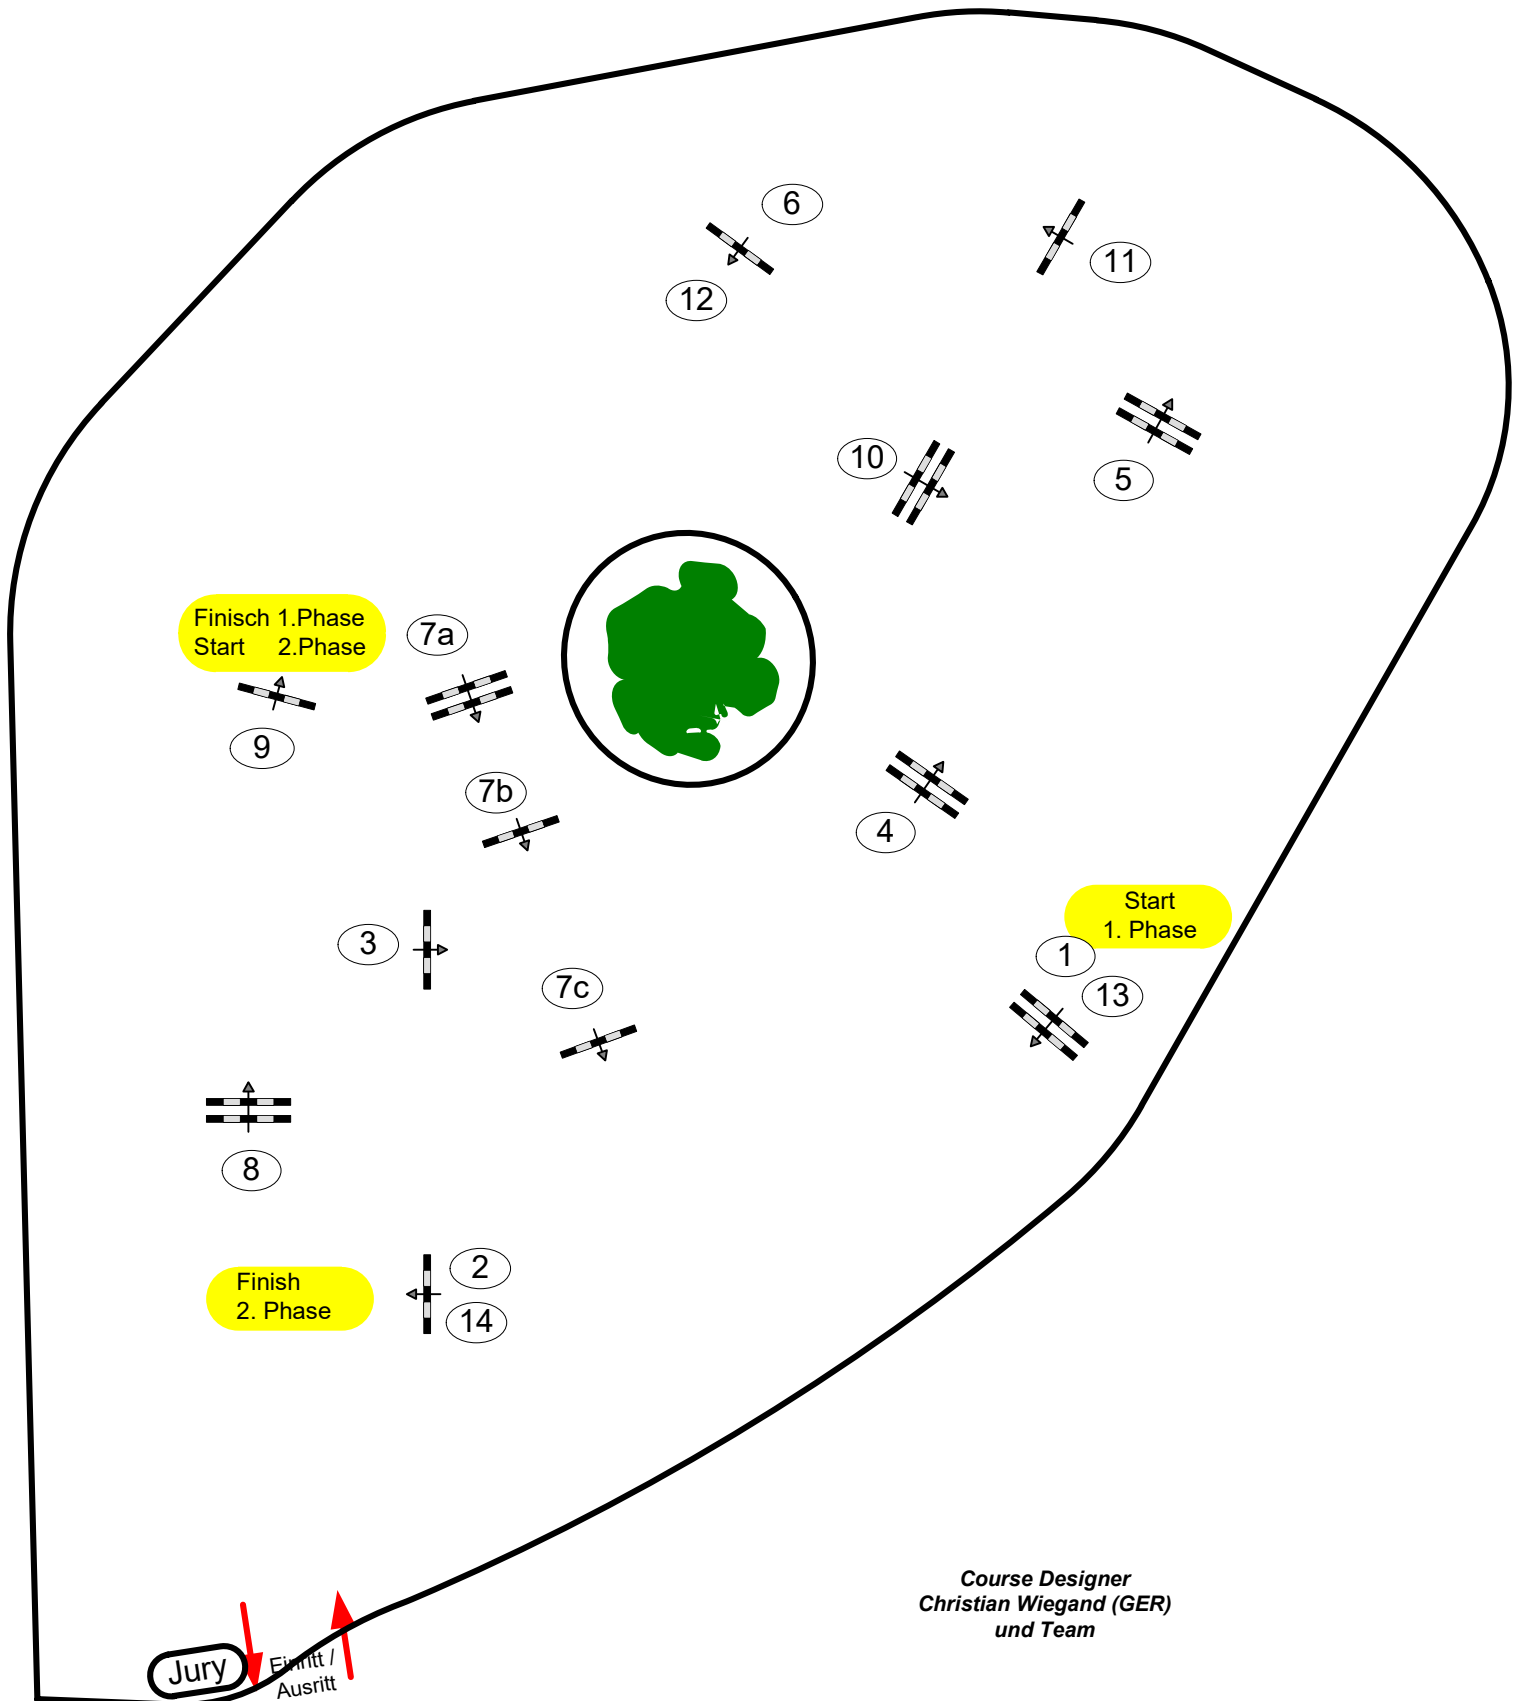 6
11
12
10
5
Finisch 1.Phase
Start 2.Phase
7a
9
7b
4
Start
1. Phase
3
1
7c
13
8
2
Finish
2. Phase
14
Course Designer
Christian Wiegand (GER)
und Team
Jury
Einritt /
Ausritt